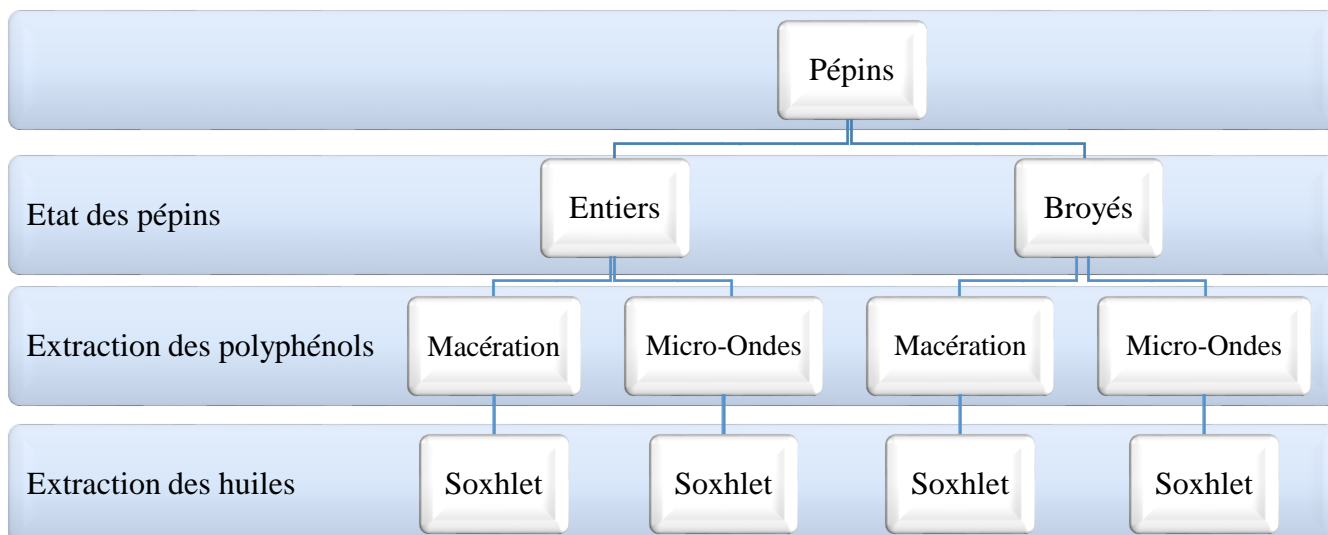 Pépins
Etat des pépins
Entiers
Broyés
Extraction des polyphénols
Macération
Micro-Ondes
Macération
Micro-Ondes
Extraction des huiles
Soxhlet
Soxhlet
Soxhlet
Soxhlet